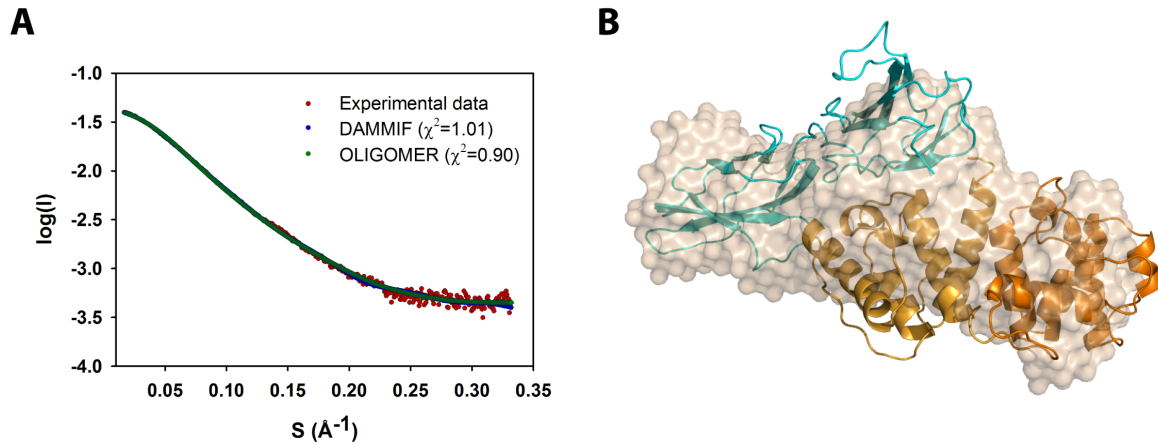 A
B
-1.0
-1.5
-2.0
-2.5
-3.0
-3.5
-4.0
log(I)
Experimental data
DAMMIF (χ²=1.01)
OLIGOMER (χ²=0.90)
0.05 0.10 0.15 0.20 0.25 0.30 0.35
S (Å⁻¹)